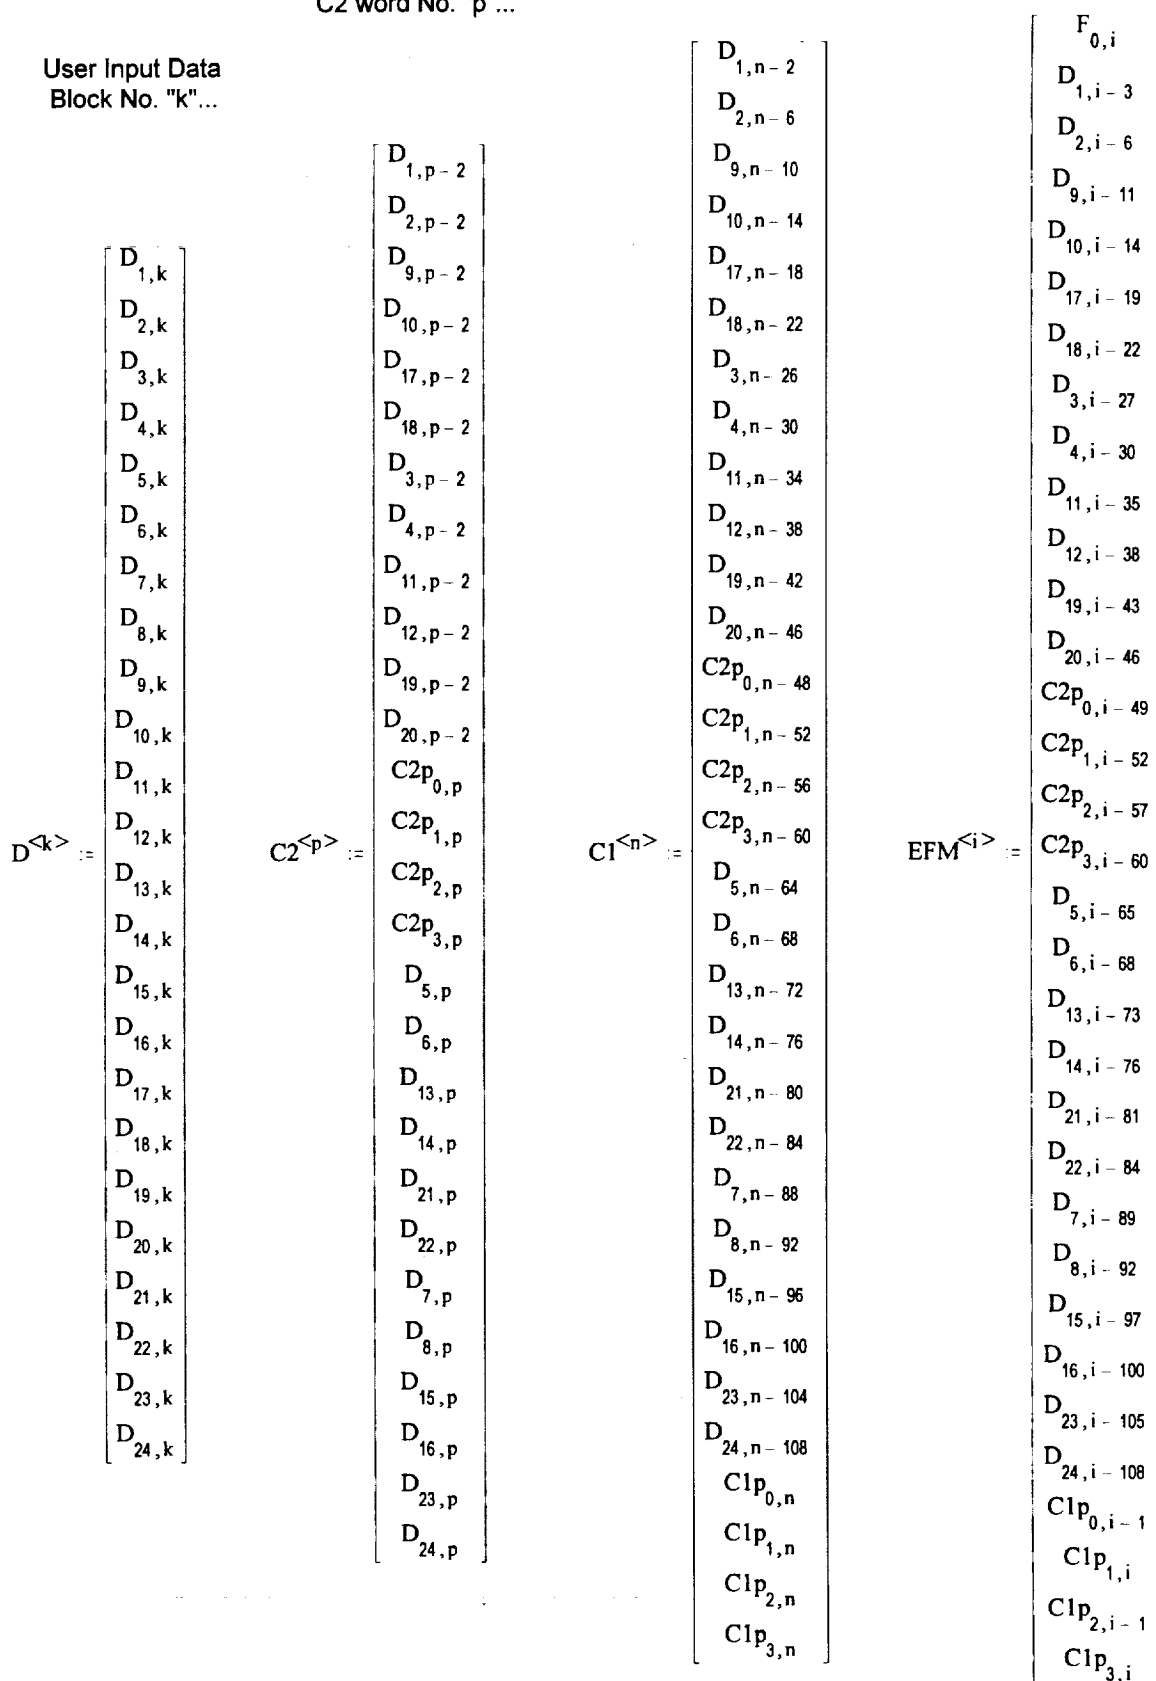 C2 word No. "p"...
User Input Data
Block No. "k"...
D<k> :=
D1,k
D2,k
D3,k
D4,k
D5,k
D6,k
D7,k
D8,k
D9,k
D10,k
D11,k
D12,k
D13,k
D14,k
D15,k
D16,k
D17,k
D18,k
D19,k
D20,k
D21,k
D22,k
D23,k
D24,k
C2<p> :=
D1,p-2
D2,p-2
D9,p-2
D10,p-2
D17,p-2
D18,p-2
D3,p-2
D4,p-2
D11,p-2
D12,p-2
D19,p-2
D20,p-2
C2p0,p
C2p1,p
C2p2,p
C2p3,p
D5,p
D6,p
D13,p
D14,p
D21,p
D22,p
D7,p
D8,p
D15,p
D16,p
D23,p
D24,p
C1<n> :=
D1,n-2
D2,n-6
D9,n-10
D10,n-14
D17,n-18
D18,n-22
D3,n-26
D4,n-30
D11,n-34
D12,n-38
D19,n-42
D20,n-46
C2p0,n-48
C2p1,n-52
C2p2,n-56
C2p3,n-60
D5,n-64
D6,n-68
D13,n-72
D14,n-76
D21,n-80
D22,n-84
D7,n-88
D8,n-92
D15,n-96
D16,n-100
D23,n-104
D24,n-108
C1p0,n
C1p1,n
C1p2,n
C1p3,n
EFM<i> :=
F0,i
D1,i-3
D2,i-6
D9,i-11
D10,i-14
D17,i-19
D18,i-22
D3,i-27
D4,i-30
D11,i-35
D12,i-38
D19,i-43
D20,i-46
C2p0,i-49
C2p1,i-52
C2p2,i-57
C2p3,i-60
D5,i-65
D6,i-68
D13,i-73
D14,i-76
D21,i-81
D22,i-84
D7,i-89
D8,i-92
D15,i-97
D16,i-100
D23,i-105
D24,i-108
C1p0,i-1
C1p1,i
C1p2,i-1
C1p3,i